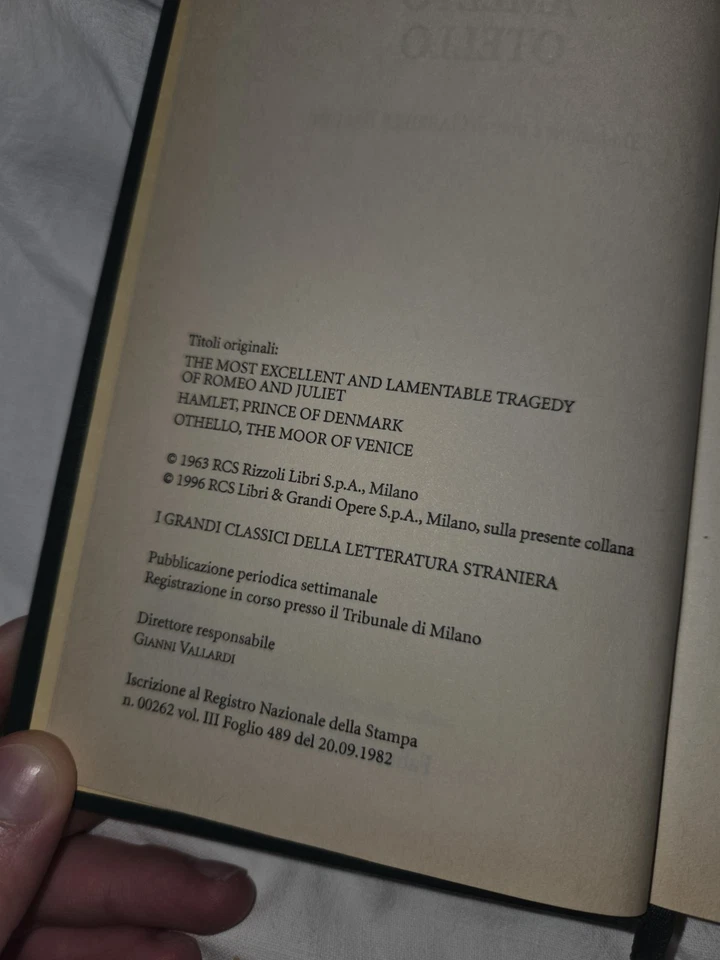 Titoli originali:
THE MOST EXCELLENT AND LAMENTABLE TRAGEDY
OF ROMEO AND JULIET
HAMLET, PRINCE OF DENMARK
OTHELLO, THE MOOR OF VENICE
© 1963 RCS Rizzoli Libri S.p.A., Milano
© 1996 RCS Libri & Grandi Opere S.p.A., Milano, sulla presente collana
I GRANDI CLASSICI DELLA LETTERATURA STRANIERA
Pubblicazione periodica settimanale
Registrazione in corso presso il Tribunale di Milano
Direttore responsabile
GIANNI VALLARDI
Iscrizione al Registro Nazionale della Stampa
n. 00262 vol. III Foglio 489 del 20.09.1982